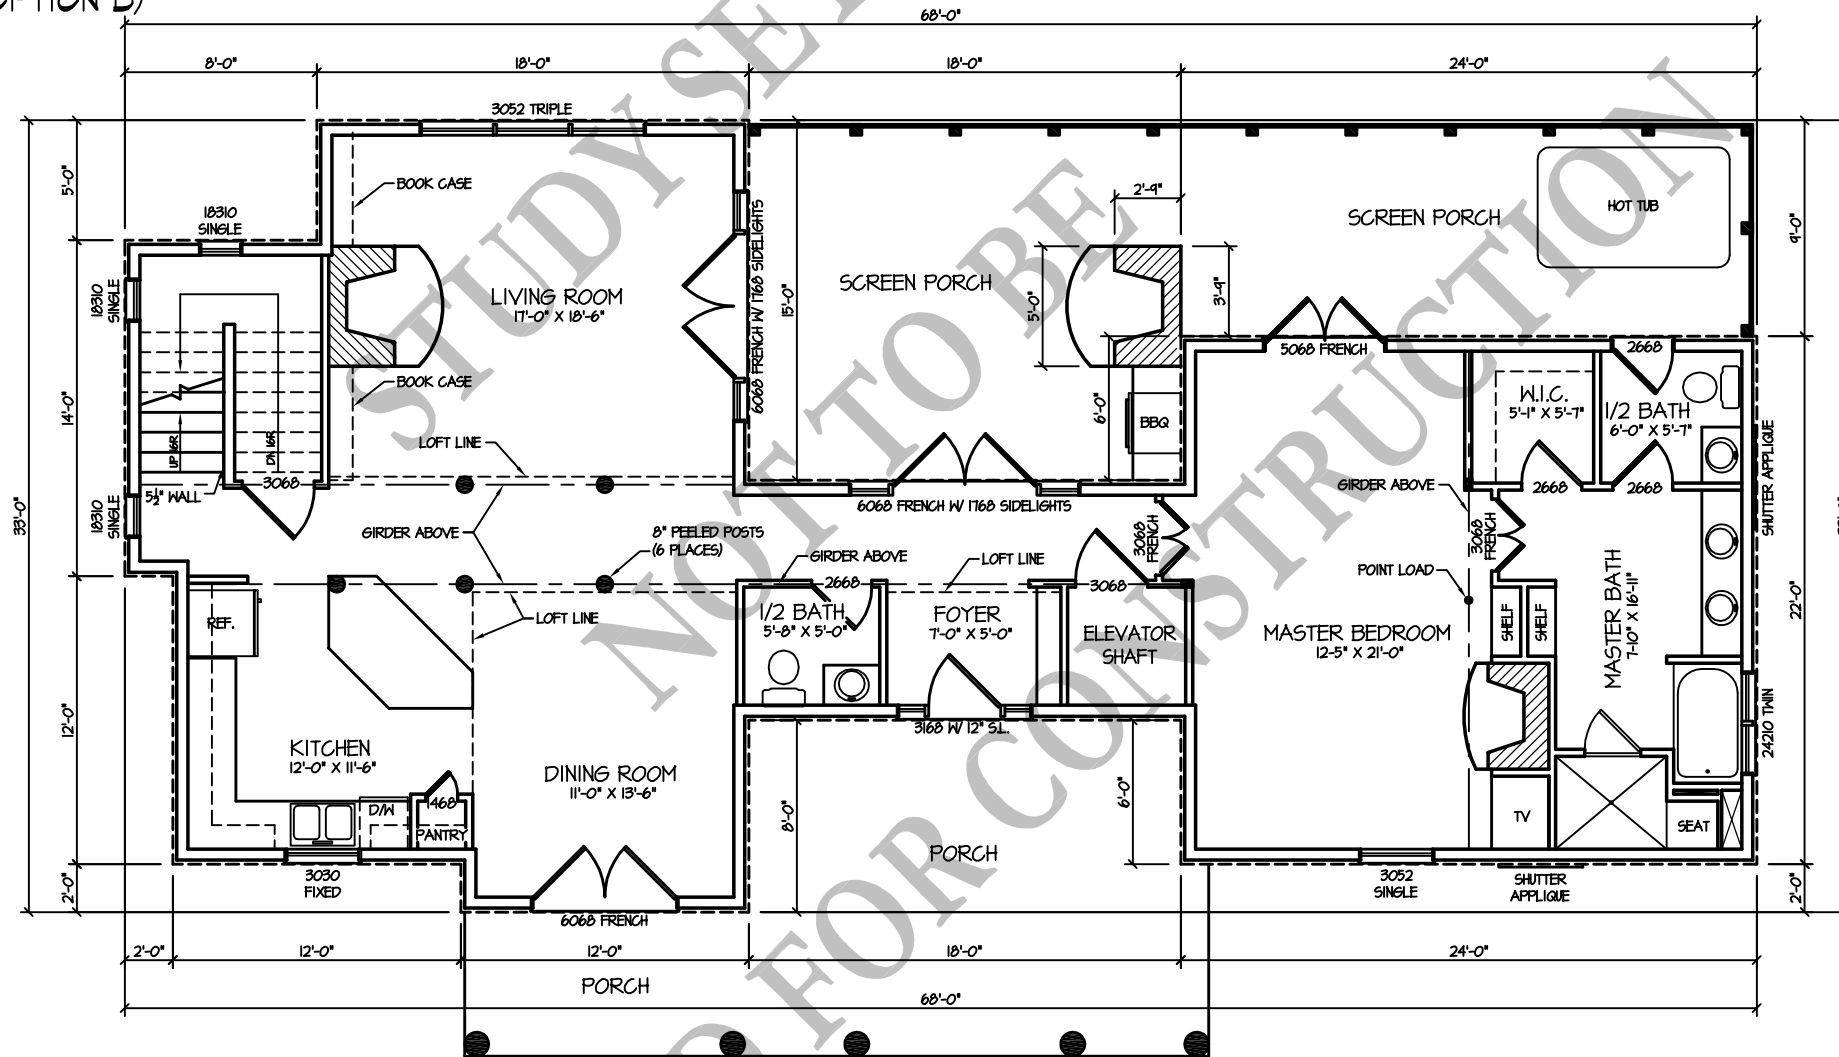 OPTION B)
68'-0"
8'-0"
18'-0"
18'-0"
24'-0"
3052 TRIPLE
5'-0"
BOOK CASE
18310
SINGLE
2'-9"
SCREEN PORCH
HOT TUB
9'-0"
18310
SINGLE
LIVING ROOM
17'-0" X 18'-6"
6068 FRENCH W/ 1768 SIDELIGHTS
15'-0"
SCREEN PORCH
5'-0"
3'-9"
5068 FRENCH
2668
BOOK CASE
14'-0"
UP 16R
DN 16R
LOFT LINE
6'-0"
BBQ
W.I.C.
5'-1" X 5'-7"
1/2 BATH
6'-0" X 5'-7"
SHUTTER APPLIQUE
5½" WALL
3068
2668
2668
GIRDER ABOVE
33'-0"
18310
SINGLE
6068 FRENCH W/ 1768 SIDELIGHTS
GIRDER ABOVE
8" PEELED POSTS
(6 PLACES)
GIRDER ABOVE
LOFT LINE
3068
FRENCH
3068
FRENCH
POINT LOAD
2668
3068
REF.
LOFT LINE
1/2 BATH
5'-8" X 5'-0"
FOYER
7'-0" X 5'-0"
ELEVATOR
SHAFT
MASTER BEDROOM
12-5" X 21'-0"
SHELF
SHELF
MASTER BATH
7'-10" X 16'-11"
22'-0"
12'-0"
KITCHEN
12'-0" X 11'-6"
DINING ROOM
11'-0" X 13'-6"
3168 W/ 12" S.L.
24210 TWIN
8'-0"
6'-0"
D/W
1468
PANTRY
TV
SEAT
PORCH
3030
FIXED
3052
SINGLE
SHUTTER
APPLIQUE
2'-0"
2'-0"
6068 FRENCH
2'-0"
12'-0"
12'-0"
18'-0"
24'-0"
PORCH
68'-0"
STUDY SET
NOT TO BE
FOR CONSTRUCTION